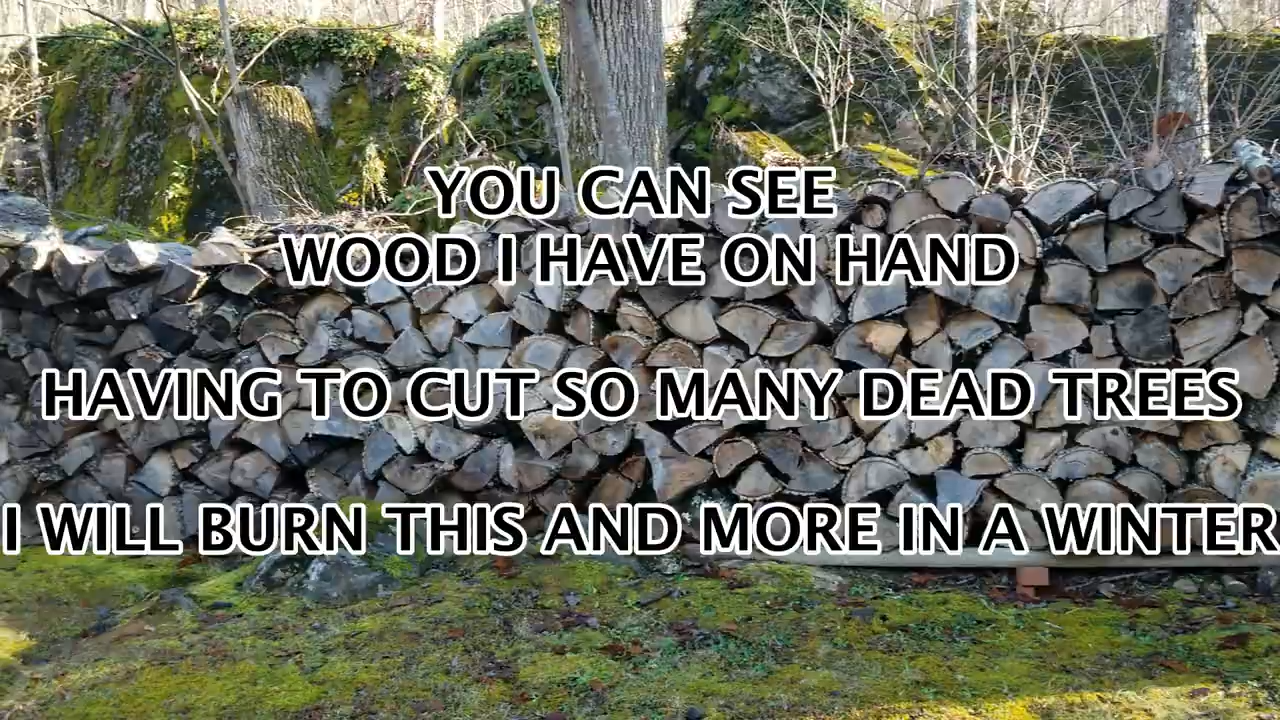 YOU CAN SEE
WOOD I HAVE ON HAND
HAVING TO CUT SO MANY DEAD TREES
I WILL BURN THIS AND MORE IN A WINTER